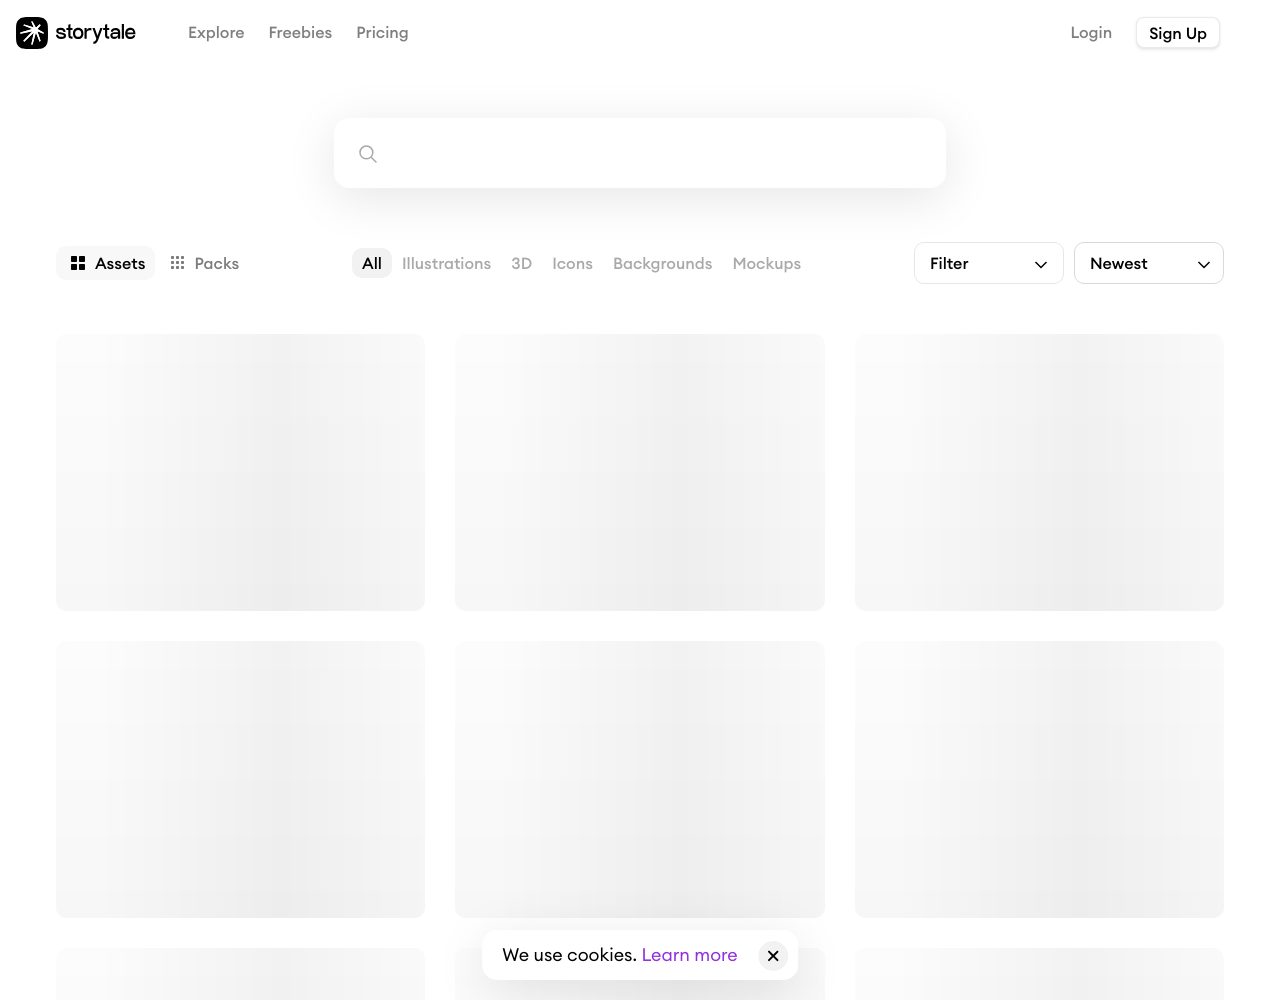 storytale Explore Freebies Pricing Login Sign Up
Assets Packs All Illustrations 3D Icons Backgrounds Mockups Filter Newest
We use cookies. Learn more